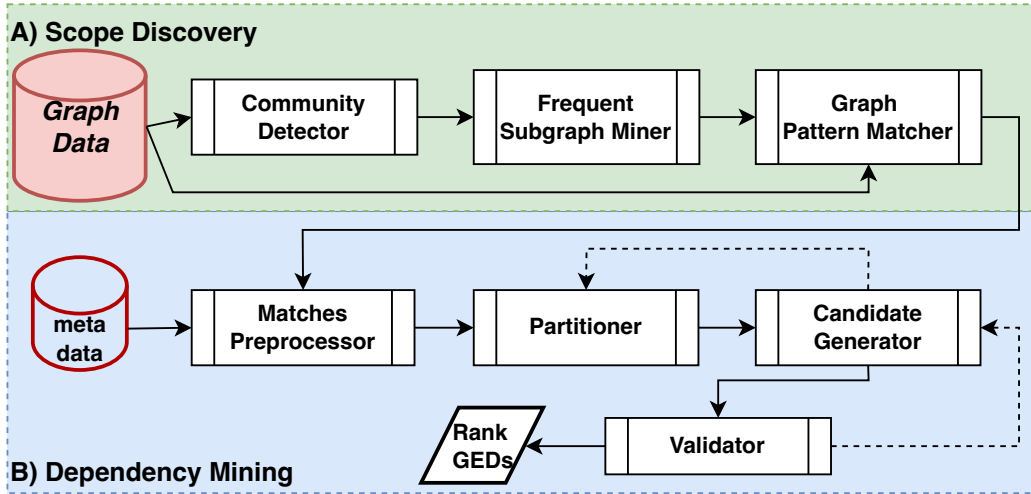 A) Scope Discovery
Graph
Data
Community
Detector
Frequent
Subgraph Miner
Graph
Pattern Matcher
meta
data
Matches
Preprocessor
Partitioner
Candidate
Generator
Rank
GEDs
Validator
B) Dependency Mining